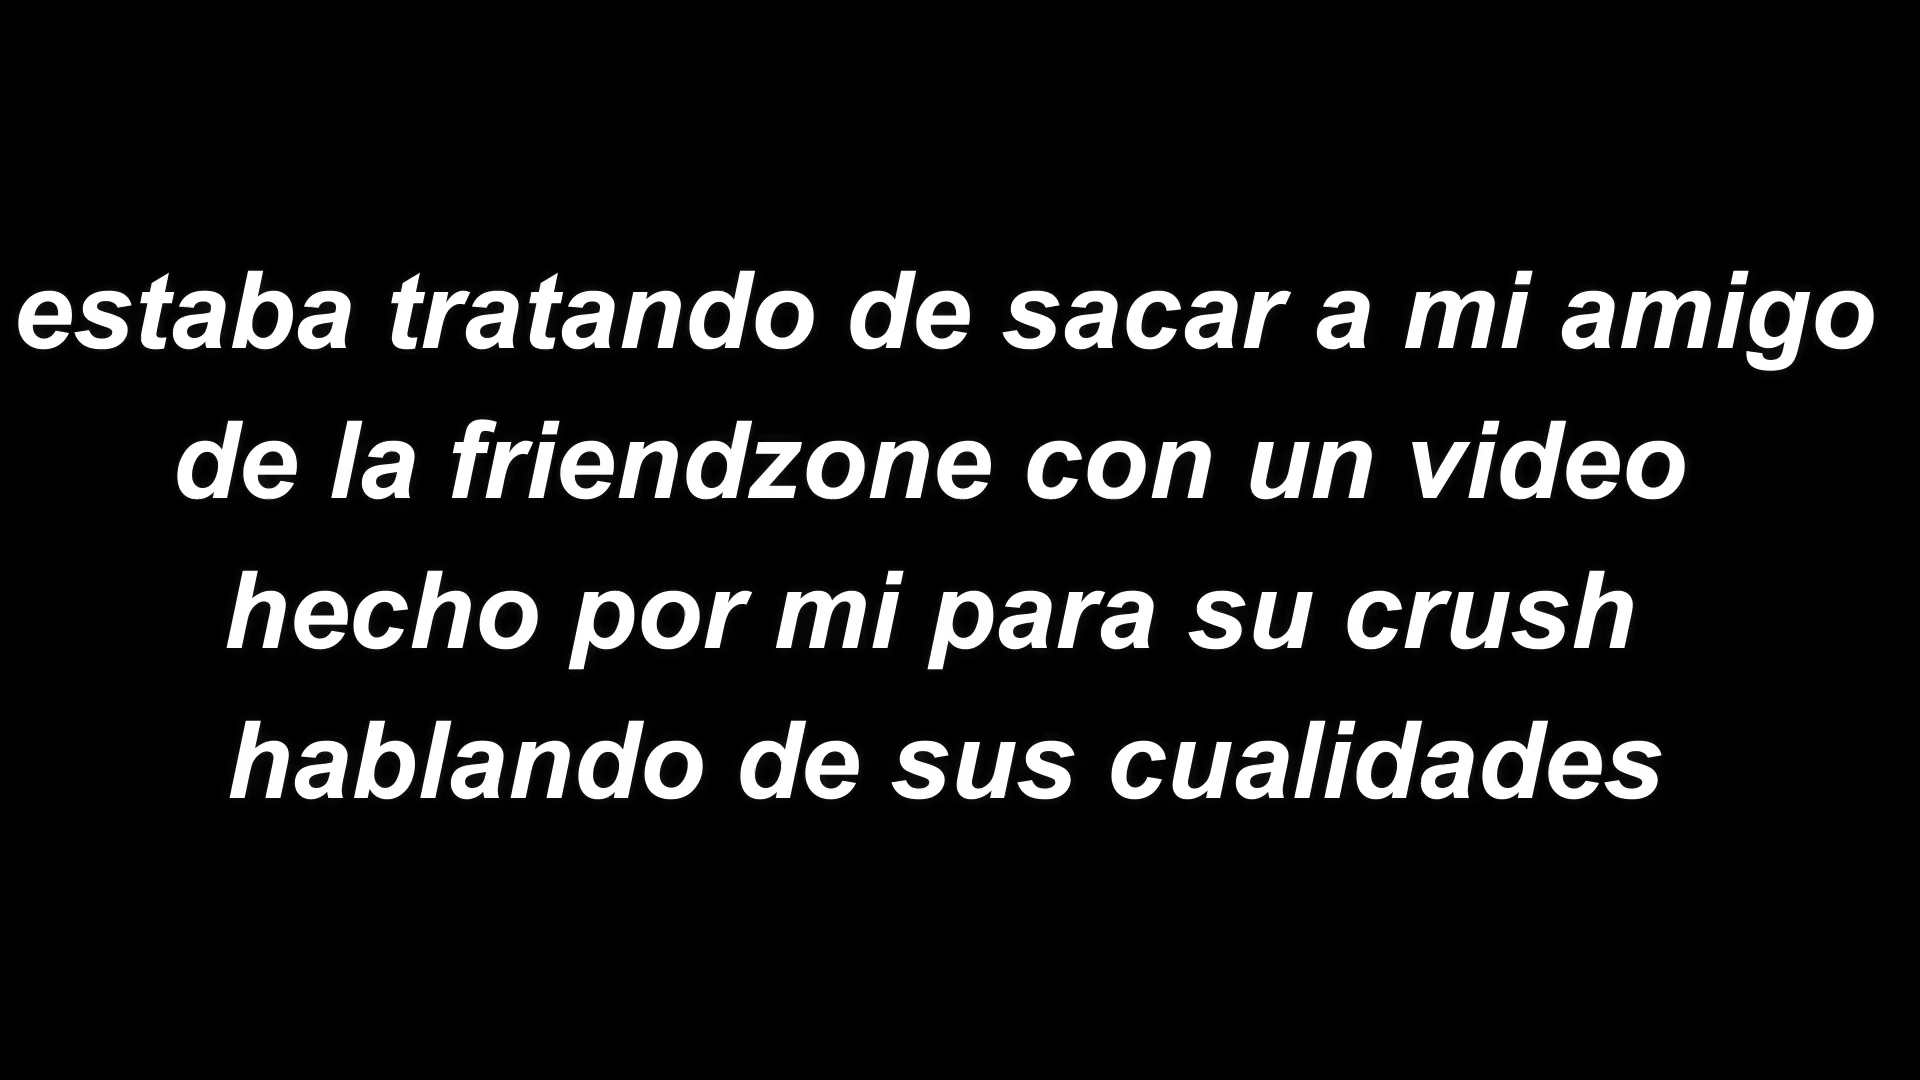 estaba tratando de sacar a mi amigo
de la friendzone con un video
hecho por mi para su crush
hablando de sus cualidades